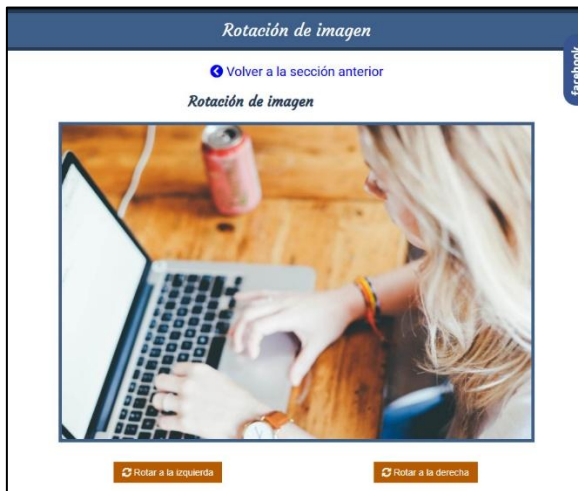 Rotación de imagen
facebook
Volver a la sección anterior
Rotación de imagen
Rotar a la izquierda
Rotar a la derecha